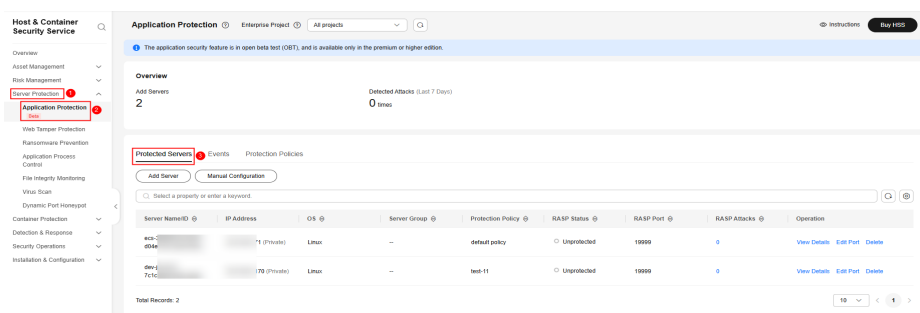 Host & Container
Security Service
Overview
Asset Management
Risk Management
Server Protection 1
Application Protection 2
Beta
Web Tamper Protection
Ransomware Prevention
Application Process
Control
File Integrity Monitoring
Virus Scan
Dynamic Port Honeypot
Container Protection
Detection & Response
Security Operations
Installation & Configuration
Application Protection Enterprise Project All projects Instructions Buy HSS
The application security feature is in open beta test (OBT), and is available only in the premium or higher edition.
Overview
Add Servers Detected Attacks (Last 7 Days)
2 0 times
Protected Servers 3 Events Protection Policies
Add Server Manual Configuration
Select a property or enter a keyword.
Server Name/ID IP Address OS Server Group Protection Policy RASP Status RASP Port RASP Attacks Operation
(Private) Linux -- default policy Unprotected 19999 0 View Details Edit Port Delete
d04e
170 (Private) Linux -- test-11 Unprotected 19999 0 View Details Edit Port Delete
Total Records: 2 10 < 1 >